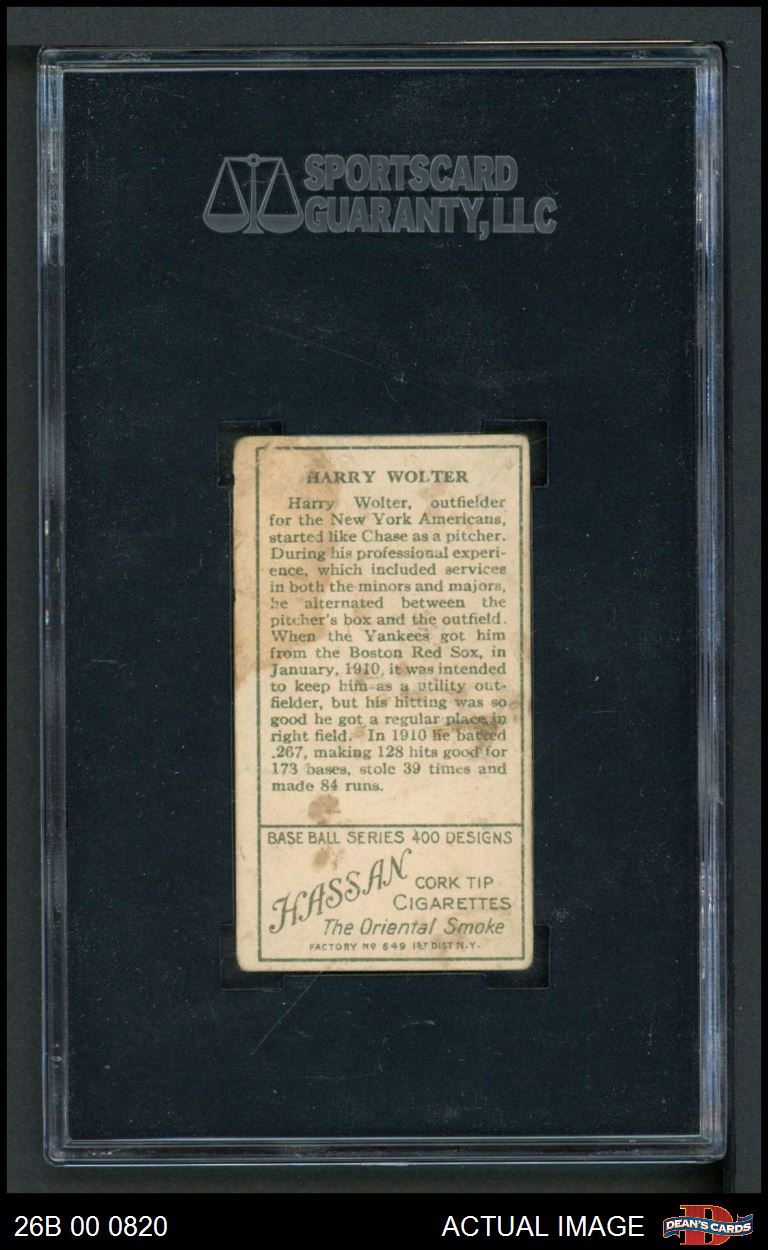 SPORTSCARD
GUARANTY, LLC
HARRY WOLTER
Harry Wolter, outfielder
for the New York Americans,
started like Chase as a pitcher.
During his professional experi-
ence, which included services
in both the minors and majors,
he alternated between the
pitcher's box and the outfield.
When the Yankees got him
from the Boston Red Sox, in
January, 1910, it was intended
to keep him as a utility out-
fielder, but his hitting was so
good he got a regular place in
right field. In 1910 he batted
.267, making 128 hits good for
173 bases, stole 39 times and
made 84 runs.
BASE BALL SERIES 400 DESIGNS
HASSAN
CORK TIP
CIGARETTES
The Oriental Smoke
FACTORY Nº 649 1ST DIST N.Y.
26B 00 0820
ACTUAL IMAGE
DEAN'S CARDS